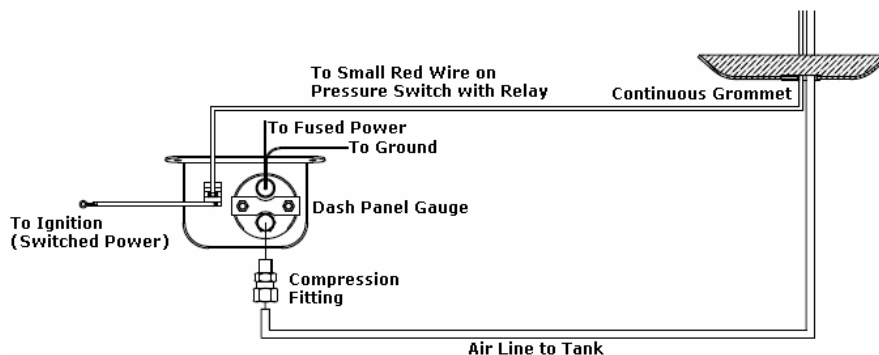 To Small Red Wire on
Pressure Switch with Relay
Continuous Grommet
To Fused Power
To Ground
Dash Panel Gauge
To Ignition
(Switched Power)
Compression
Fitting
Air Line to Tank